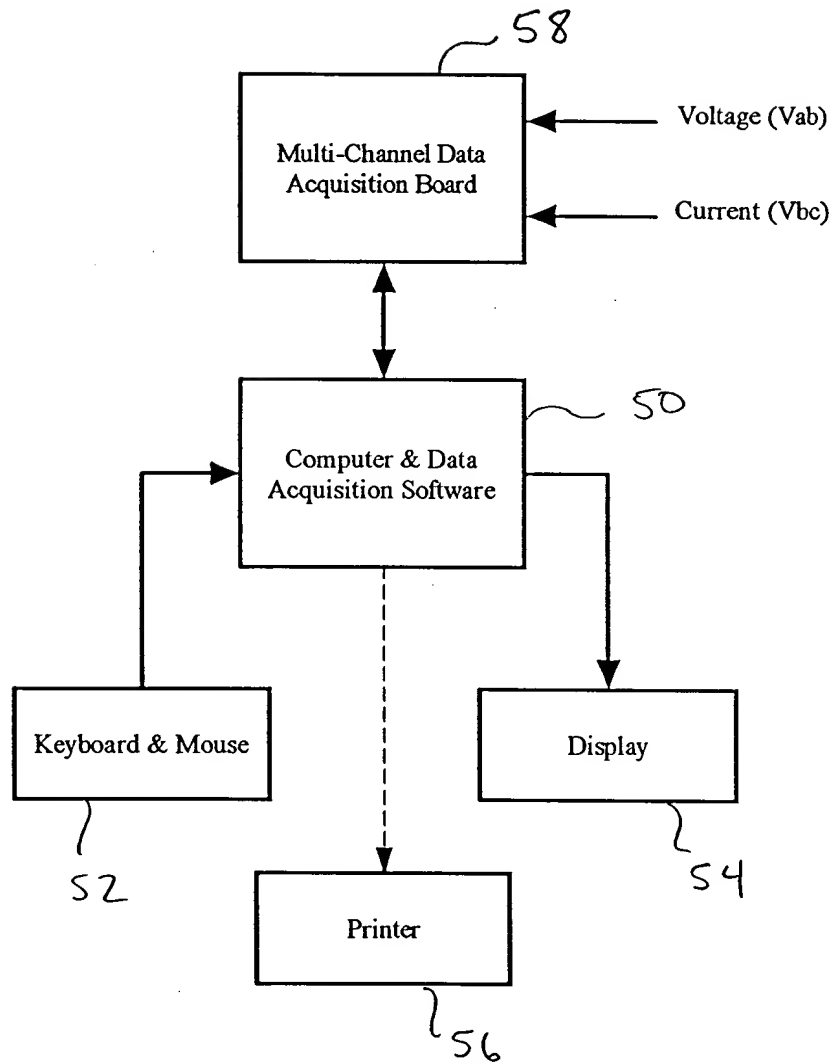 58
Multi-Channel Data
Acquisition Board
Voltage (Vab)
Current (Vbc)
50
Computer & Data
Acquisition Software
Keyboard & Mouse
Display
52
54
Printer
56